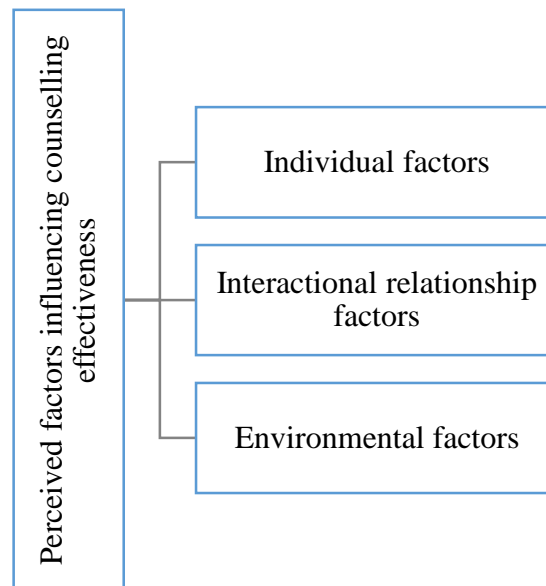 Perceived factors influencing counselling
effectiveness
Individual factors
Interactional relationship
factors
Environmental factors